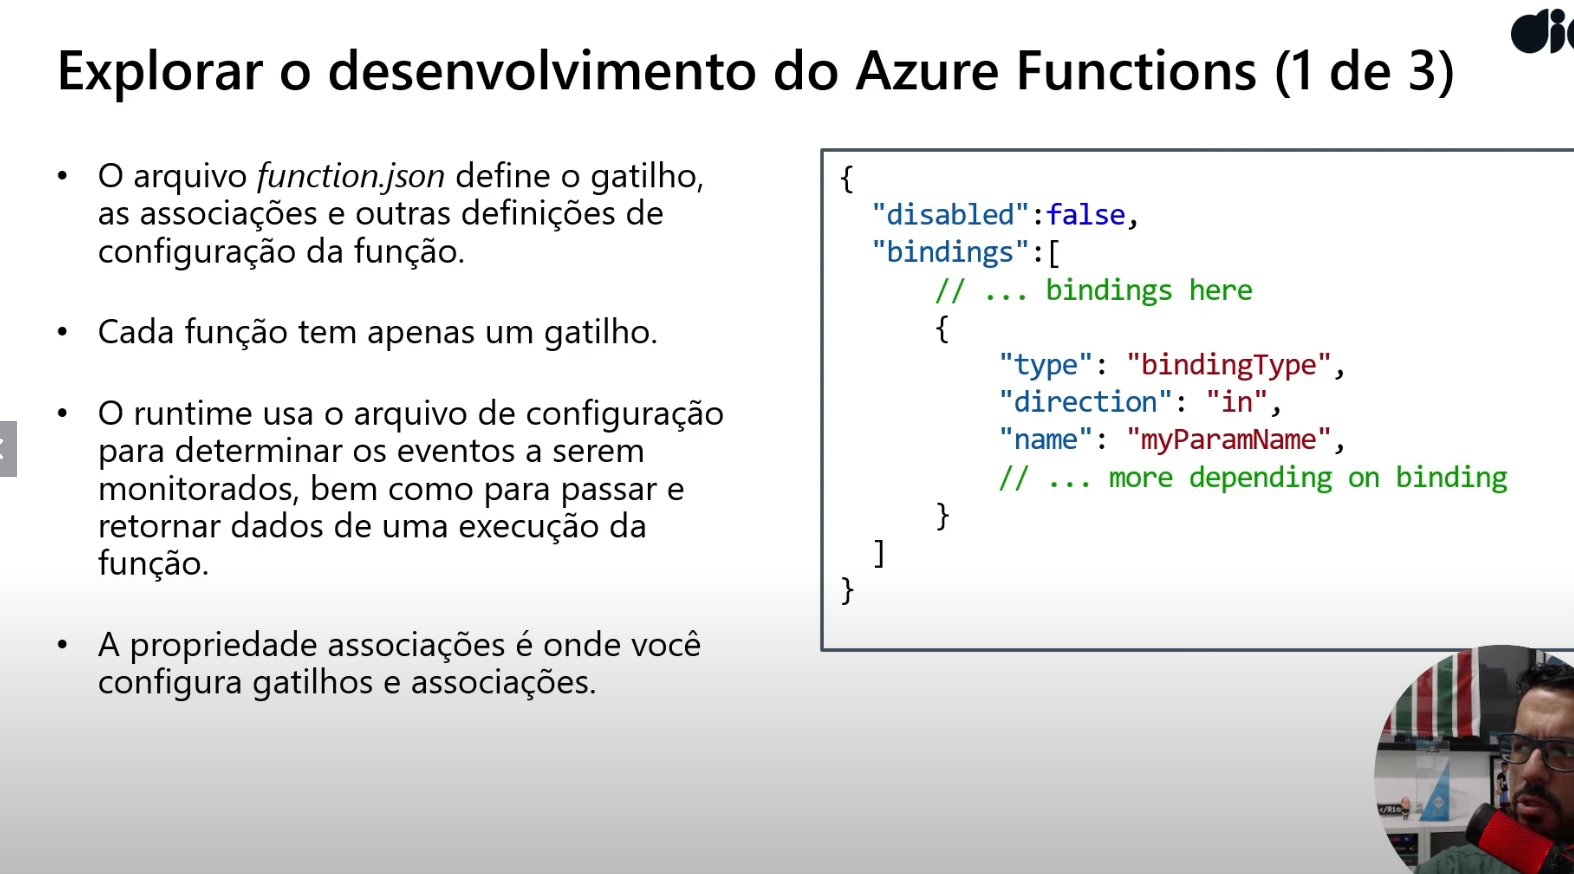 Explorar o desenvolvimento do Azure Functions (1 de 3)
• O arquivo function.json define o gatilho,
as associações e outras definições de
configuração da função.
• Cada função tem apenas um gatilho.
• O runtime usa o arquivo de configuração
para determinar os eventos a serem
monitorados, bem como para passar e
retornar dados de uma execução da
função.
• A propriedade associações é onde você
configura gatilhos e associações.
{
"disabled":false,
"bindings":[
// ... bindings here
{
"type": "bindingType",
"direction": "in",
"name": "myParamName",
// ... more depending on binding
}
]
}